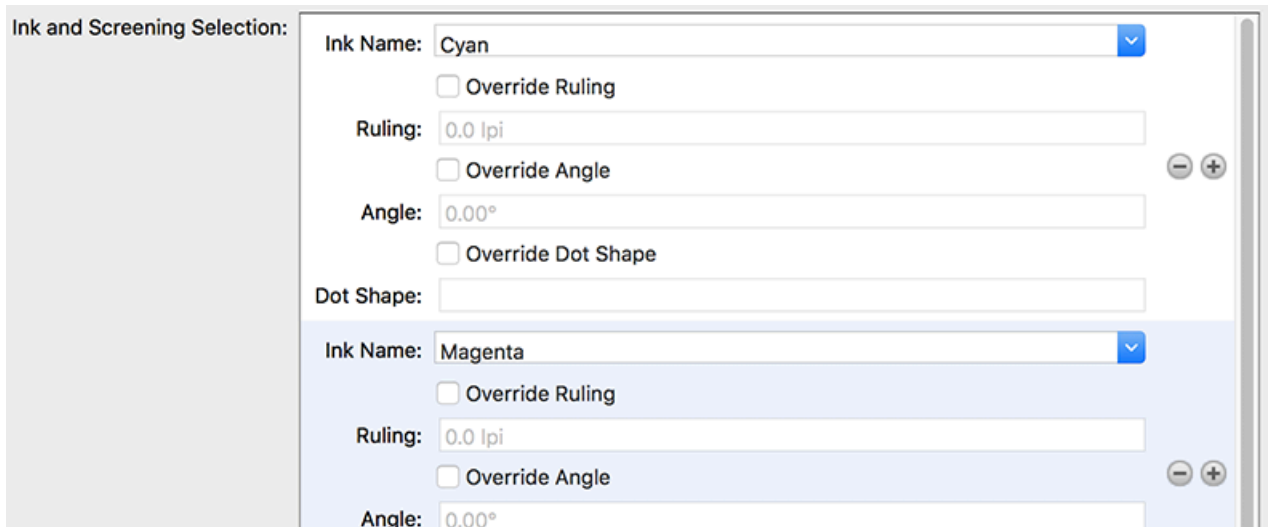 Ink and Screening Selection:
Ink Name: Cyan
Override Ruling
Ruling: 0.0 lpi
Override Angle
Angle: 0.00°
Override Dot Shape
Dot Shape:
Ink Name: Magenta
Override Ruling
Ruling: 0.0 lpi
Override Angle
Angle: 0.00°